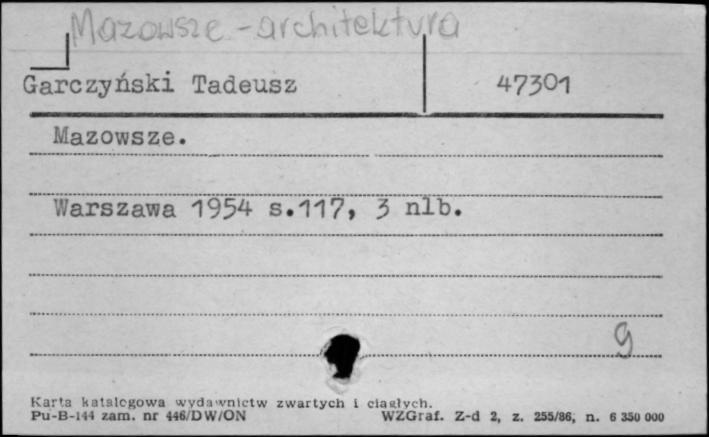 Mazowsze - architektura
Garczyński Tadeusz 47301
Mazowsze.
Warszawa 1954 s.117, 3 nlb.
g
Karta katalogowa wydawnictw zwartych i ciągłych.
Pu-B-144 zam. nr 446/DW/ON WZGraf. Z-d 2, z. 255/86, n. 6 350 000